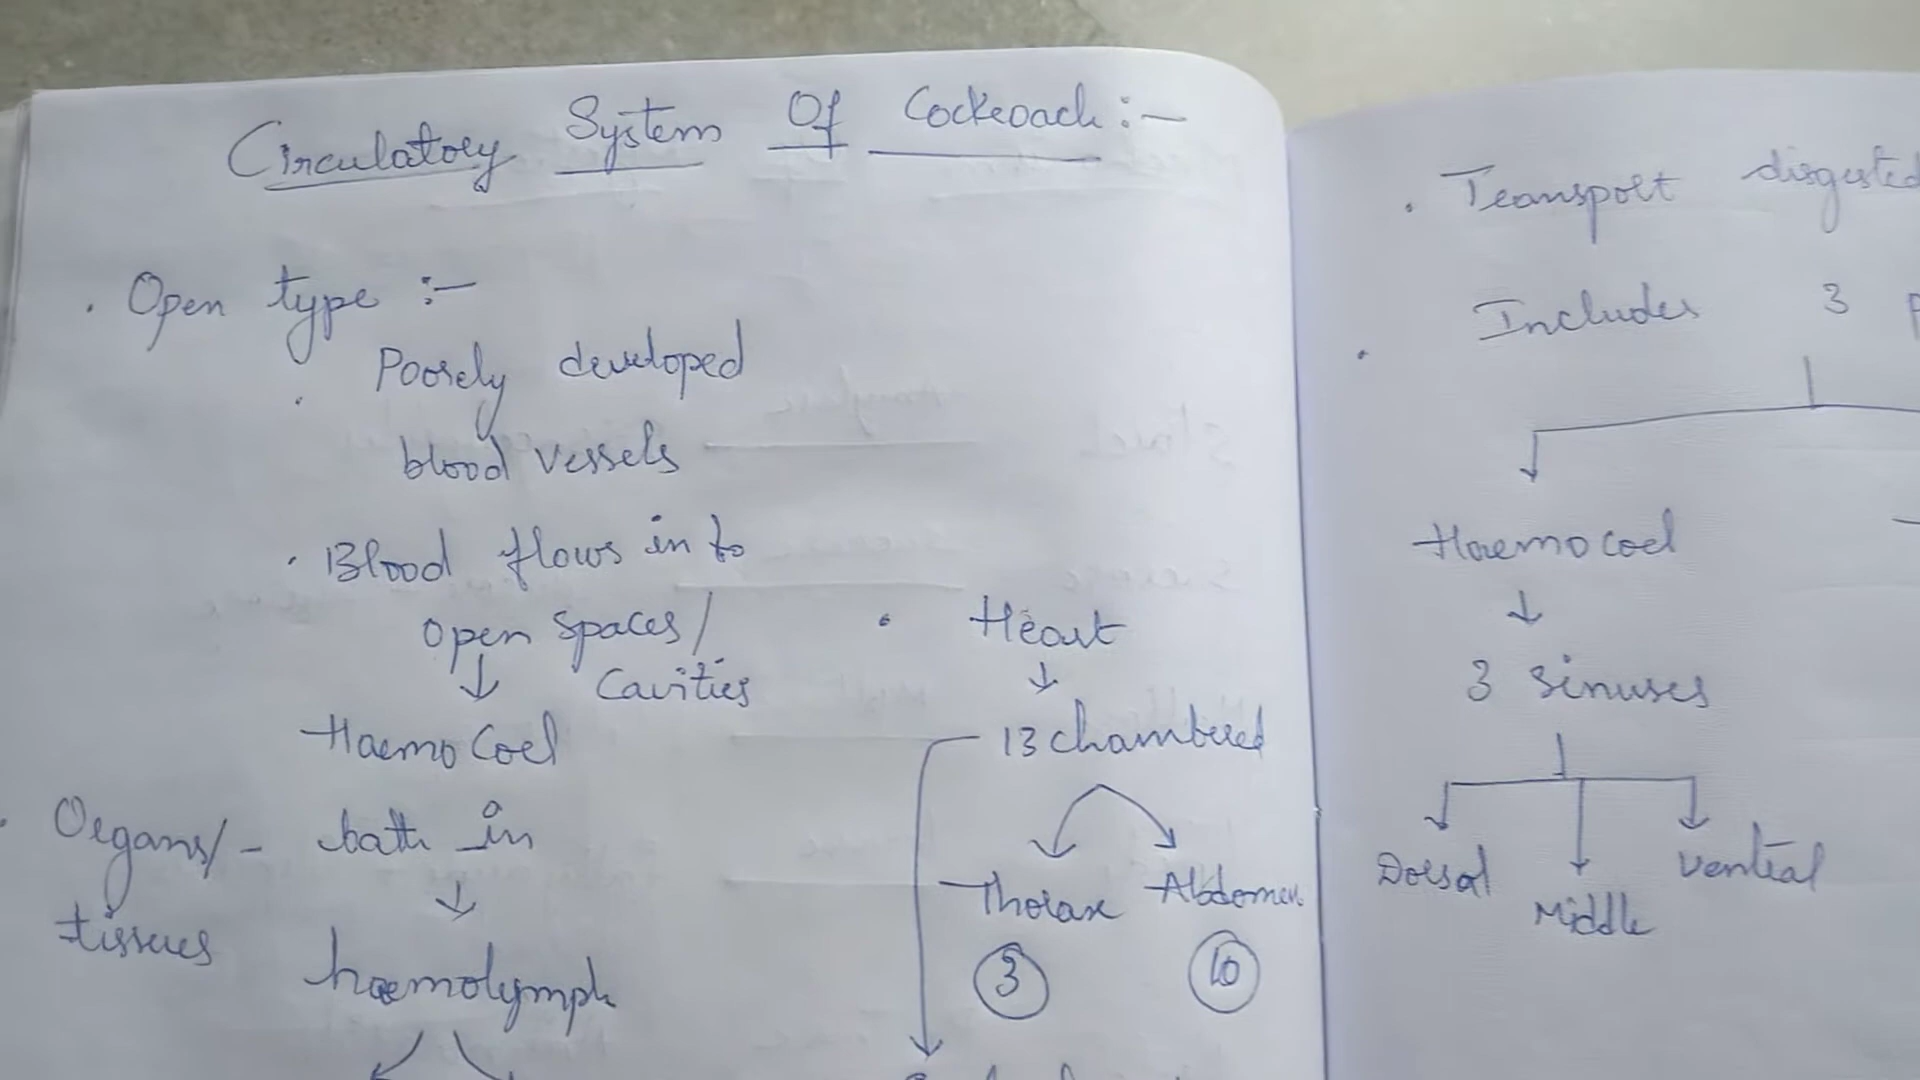 Circulatory System Of Cockroach :-
. Open type :-
. Poorely developed
blood vessels
. Blood flows in to
Open spaces/
Cavities
↓
Haemo Coel
. Organs/ - bath in
tissues
↓
haemolymph
. Heart
↓
13 chambered
Thorax Abdomen
3 10
. Transport disgested
. Includes 3
Haemo coel
↓
3 sinuses
Dorsal Middle Ventral